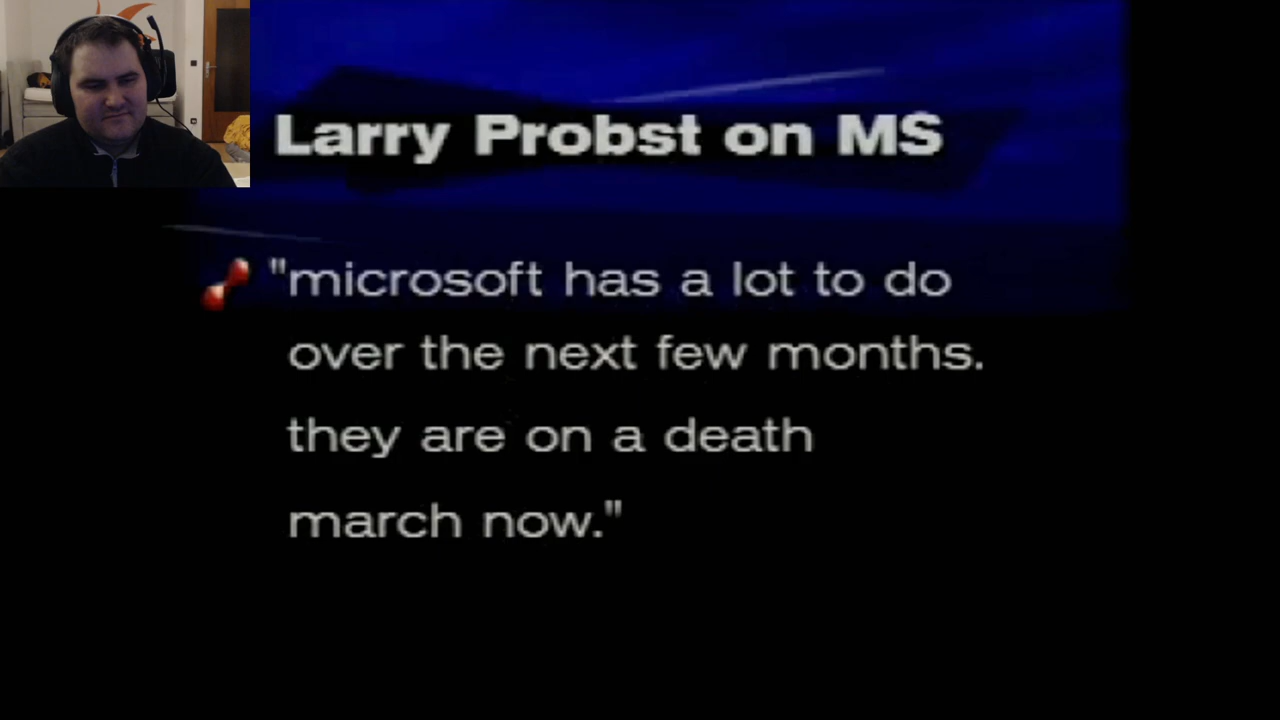 Larry Probst on MS
"microsoft has a lot to do
over the next few months.
they are on a death
march now."